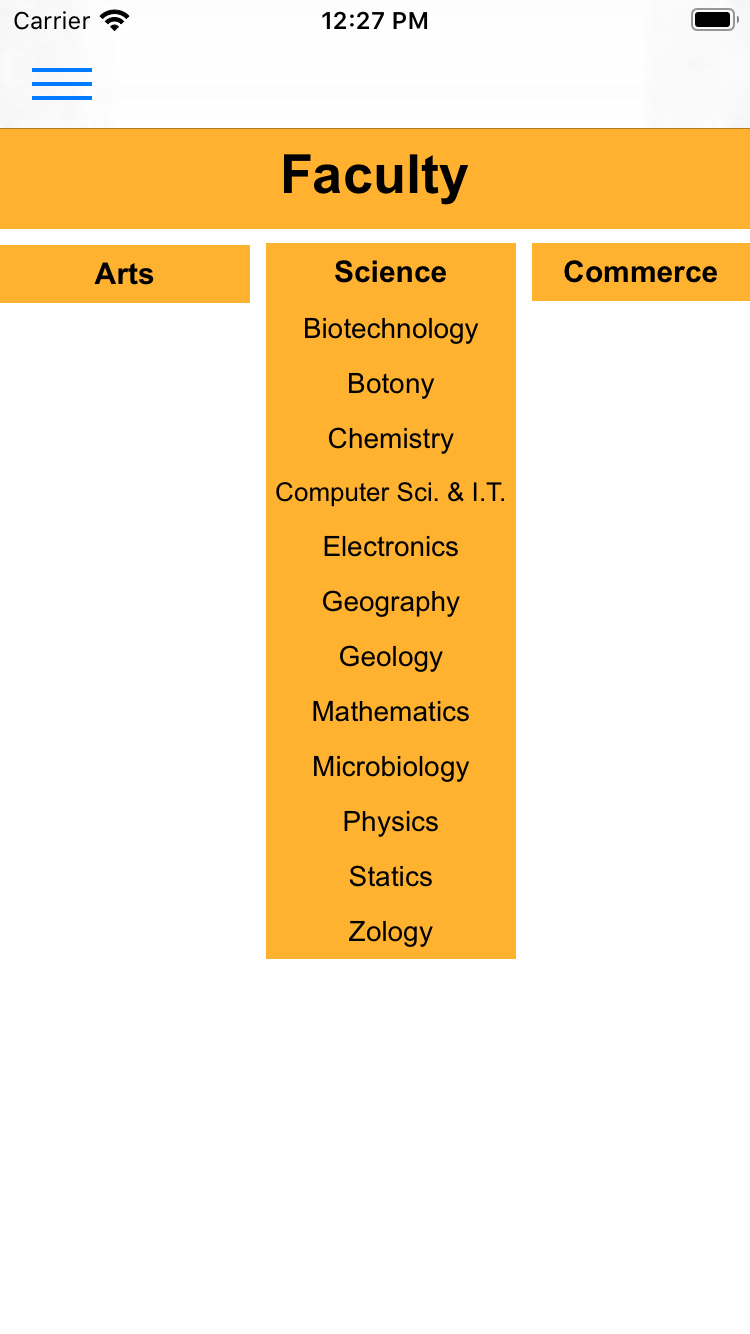 Carrier 12:27 PM
Faculty
Arts
Science
Commerce
Biotechnology
Botony
Chemistry
Computer Sci. & I.T.
Electronics
Geography
Geology
Mathematics
Microbiology
Physics
Statics
Zology